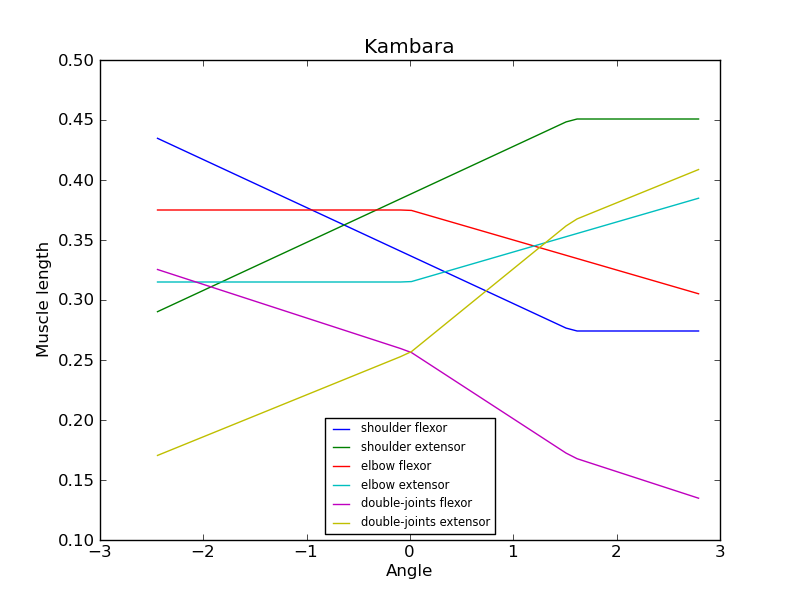 Kambara
0.50
0.45
0.40
0.35
0.30
0.25
0.20
0.15
0.10
Muscle length
shoulder flexor
shoulder extensor
elbow flexor
elbow extensor
double-joints flexor
double-joints extensor
−3 −2 −1 0 1 2 3
Angle